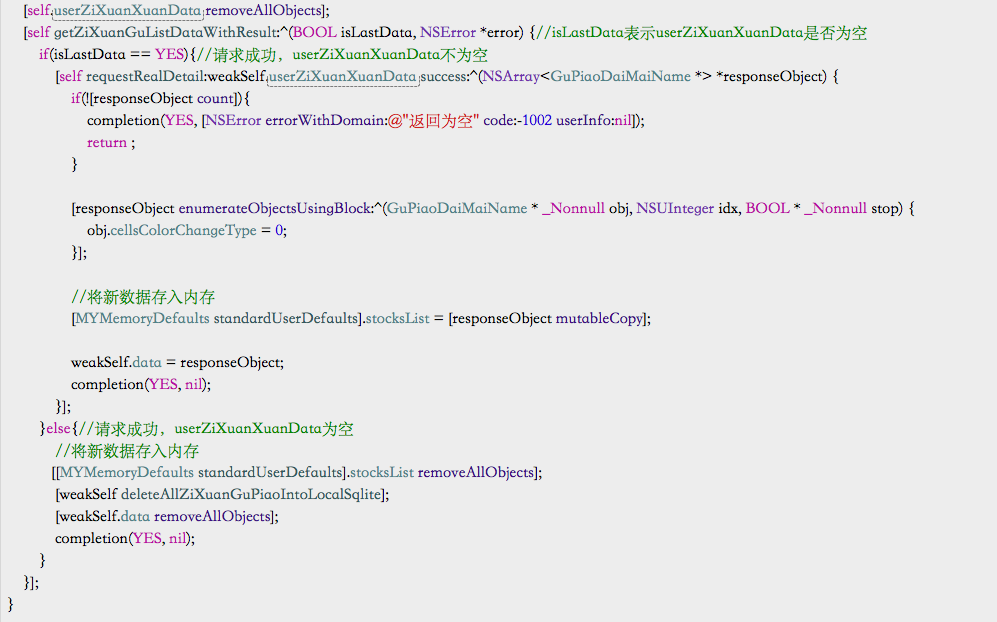 [self.userZiXuanXuanData removeAllObjects];
[self getZiXuanGuListDataWithResult:^(BOOL isLastData, NSError *error) {//isLastData表示userZiXuanXuanData是否为空
if(isLastData == YES){//请求成功，userZiXuanXuanData不为空
[self requestRealDetail:weakSelf.userZiXuanXuanData success:^(NSArray<GuPiaoDaiMaiName *> *responseObject) {
if(![responseObject count]){
completion(YES, [NSError errorWithDomain:@"返回为空" code:-1002 userInfo:nil]);
return ;
}
[responseObject enumerateObjectsUsingBlock:^(GuPiaoDaiMaiName * _Nonnull obj, NSUInteger idx, BOOL * _Nonnull stop) {
obj.cellsColorChangeType = 0;
}];
//将新数据存入内存
[MYMemoryDefaults standardUserDefaults].stocksList = [responseObject mutableCopy];
weakSelf.data = responseObject;
completion(YES, nil);
}];
}else{//请求成功，userZiXuanXuanData为空
//将新数据存入内存
[[MYMemoryDefaults standardUserDefaults].stocksList removeAllObjects];
[weakSelf deleteAllZiXuanGuPiaoIntoLocalSqlite];
[weakSelf.data removeAllObjects];
completion(YES, nil);
}
}];
}